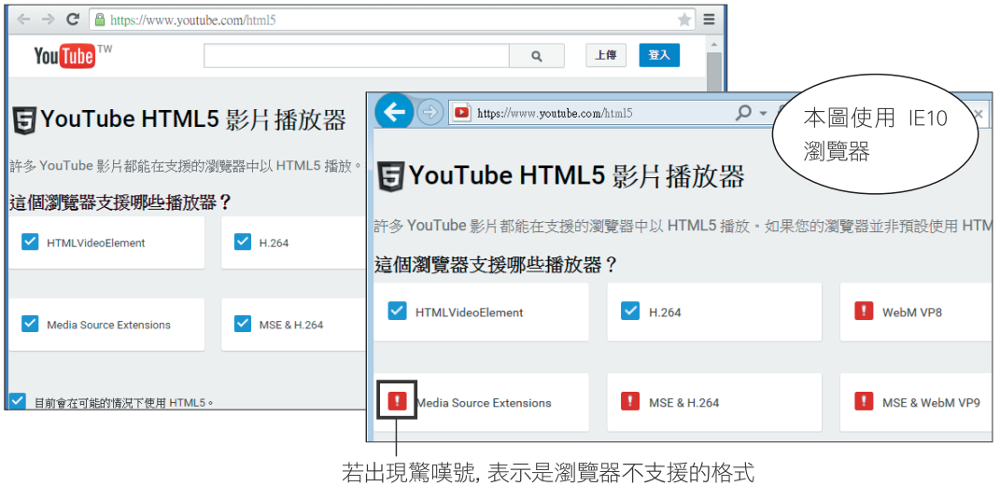 https://www.youtube.com/html5
YouTube TW
上傳
登入
YouTube HTML5 影片播放器
許多 YouTube 影片都能在支援的瀏覽器中以 HTML5 播放。
這個瀏覽器支援哪些播放器？
HTMLVideoElement
H.264
Media Source Extensions
MSE & H.264
目前會在可能的情況下使用 HTML5。
https://www.youtube.com/html5
本圖使用 IE10
瀏覽器
YouTube HTML5 影片播放器
許多 YouTube 影片都能在支援的瀏覽器中以 HTML5 播放。如果您的瀏覽器並非預設使用 HTM
這個瀏覽器支援哪些播放器？
HTMLVideoElement
H.264
WebM VP8
Media Source Extensions
MSE & H.264
MSE & WebM VP9
若出現驚嘆號, 表示是瀏覽器不支援的格式